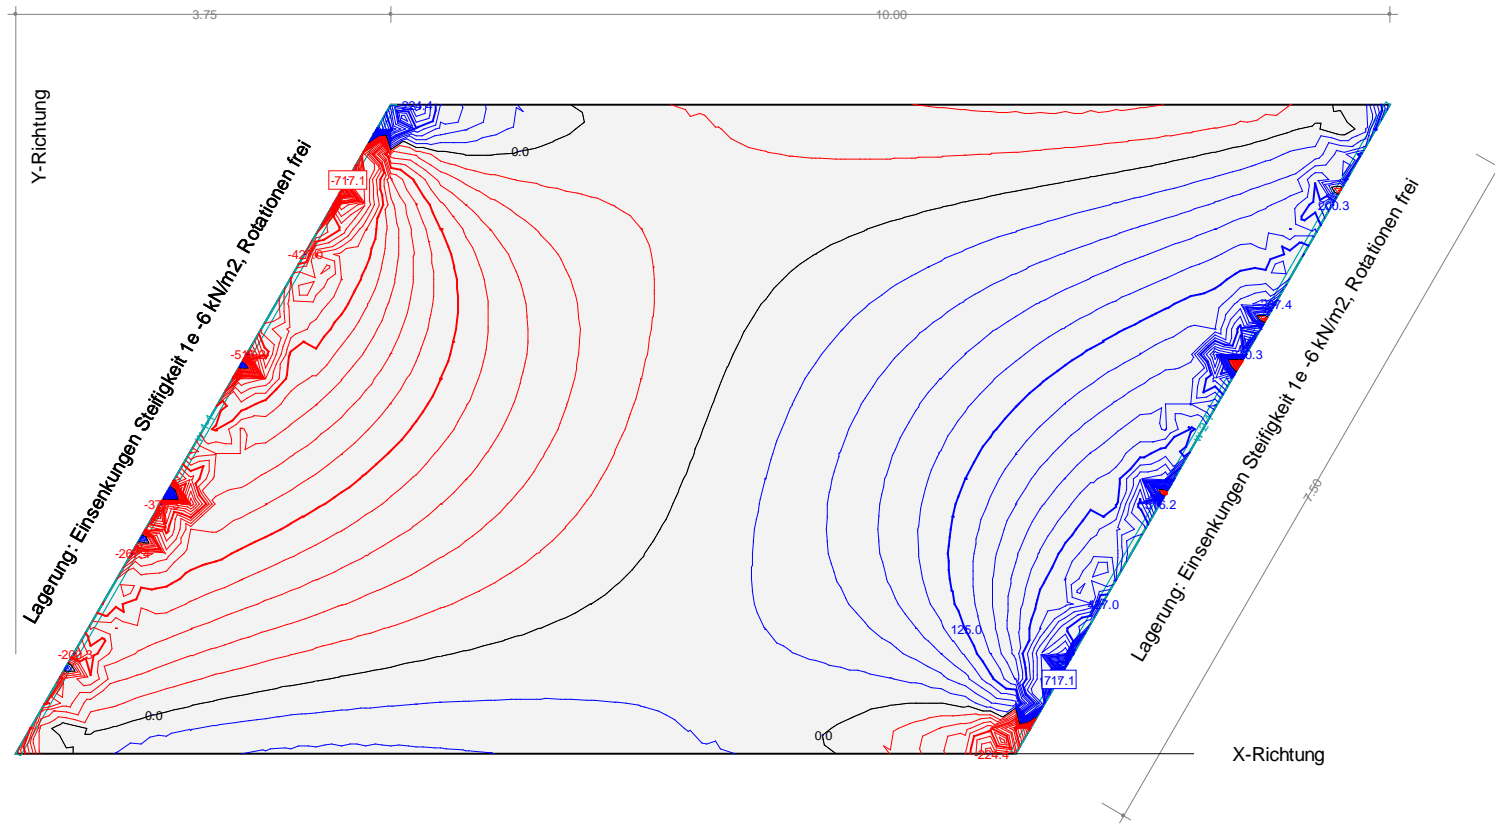 3.75
10.00
Y-Richtung
Lagerung: Einsenkungen Steifigkeit 1e -6 kN/m2, Rotationen frei
0.0
-717.1
200.3
125.0
717.1
7.50
Lagerung: Einsenkungen Steifigkeit 1e -6 kN/m2, Rotationen frei
0.0
0.0
-224.4
X-Richtung